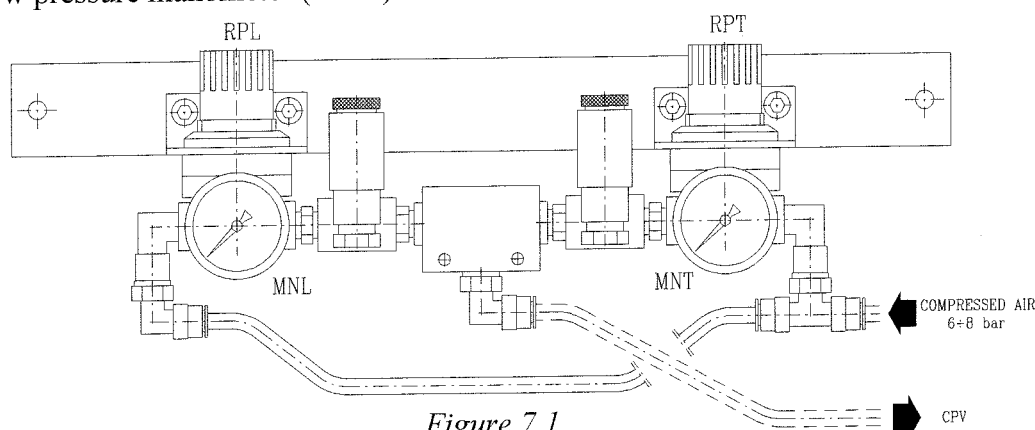 RPL
RPT
MNL
MNT
COMPRESSED AIR
6÷8 bar
Figure 7.1
CPV